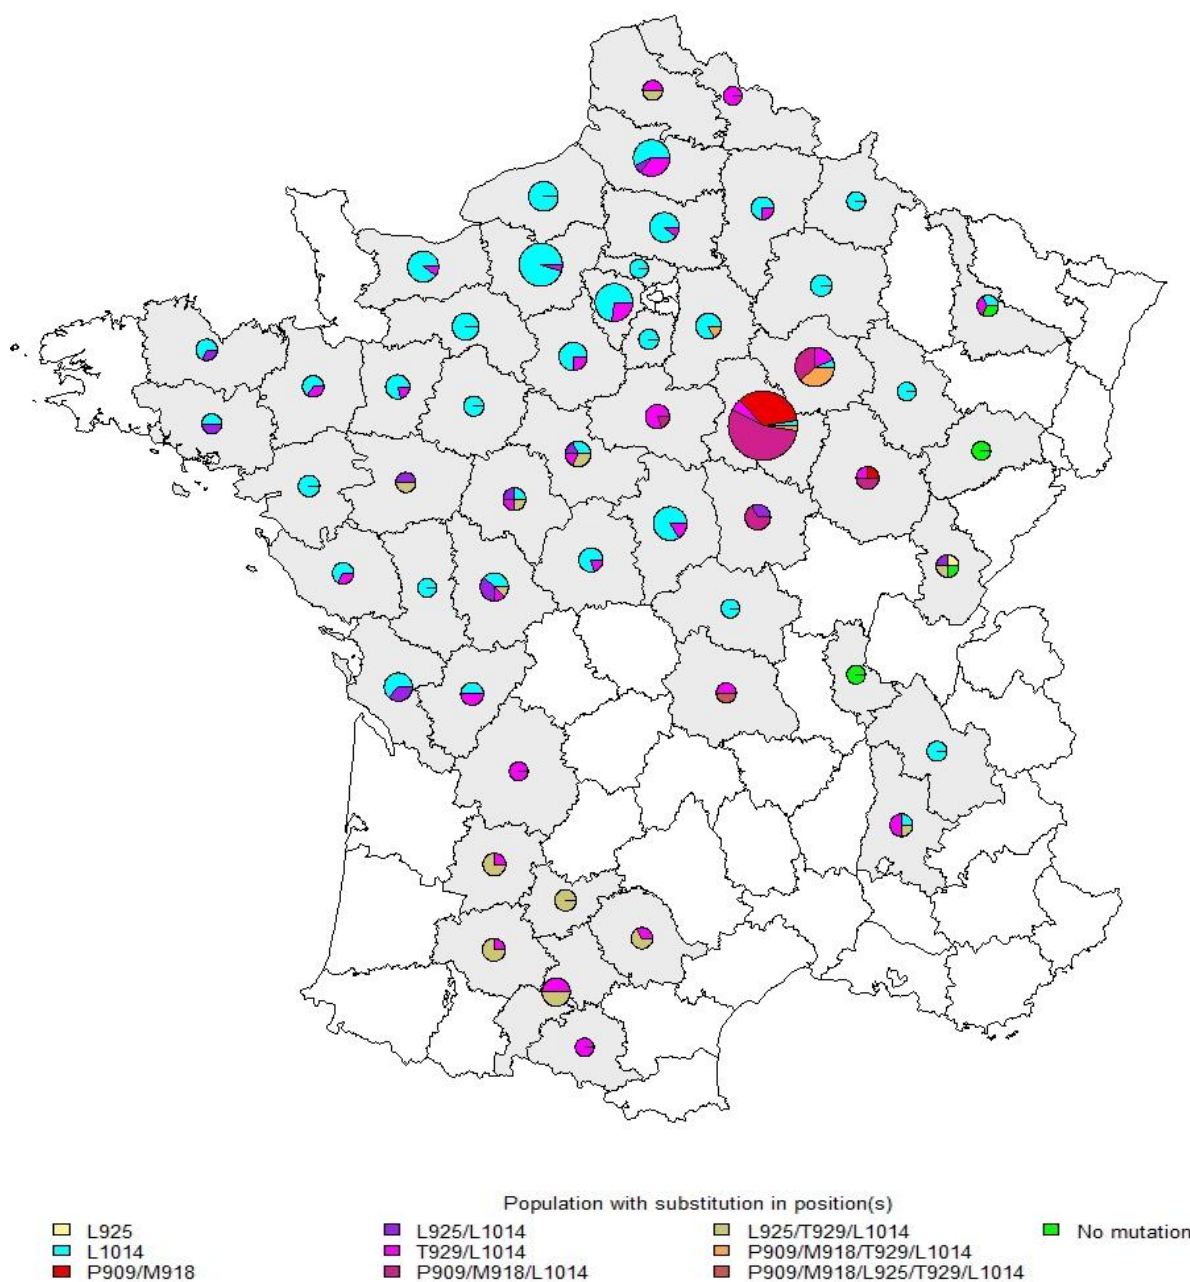 Population with substitution in position(s)
L925 L925/L1014 L925/T929/L1014 No mutation
L1014 T929/L1014 P909/M918/T929/L1014
P909/M918 P909/M918/L1014 P909/M918/L925/T929/L1014